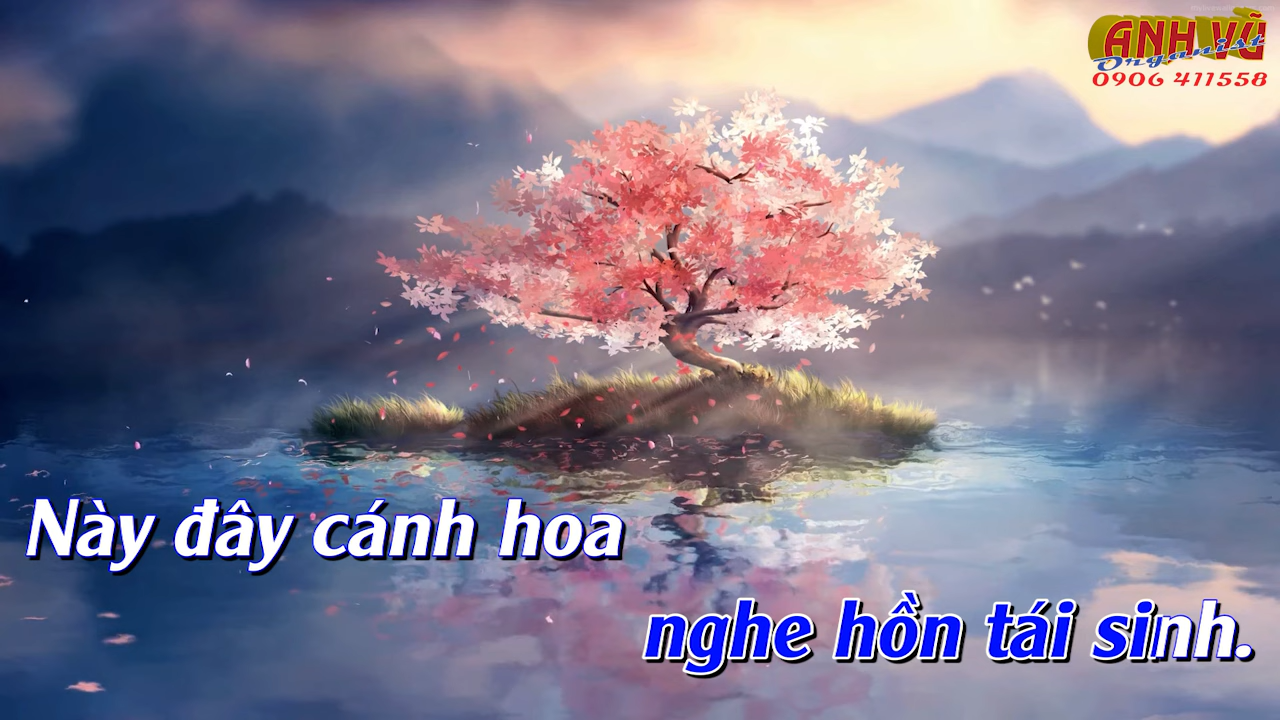 ANH VŨ
Organist
0906 411558
Này đây cánh hoa
nghe hồn tái sinh.